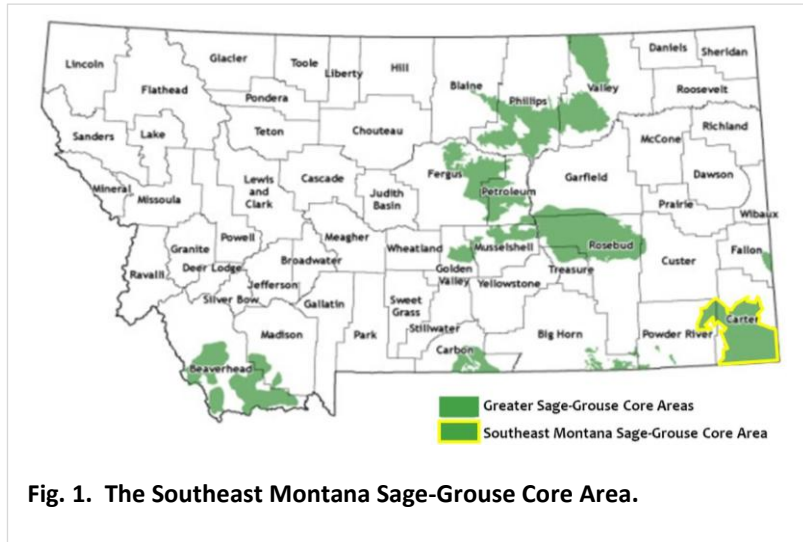 Lincoln
Flathead
Glacier
Toole
Liberty
Hill
Blaine
Phillips
Valley
Daniels
Sheridan
Roosevelt
Pondera
Sanders
Lake
Teton
Chouteau
Richland
McCone
Mineral
Missoula
Lewis
and
Clark
Cascade
Judith
Basin
Fergus
Petroleum
Garfield
Dawson
Prairie
Wibaux
Powell
Granite
Deer Lodge
Ravalli
Meagher
Broadwater
Jefferson
Silver Bow
Gallatin
Wheatland
Golden
Valley
Musselshell
Rosebud
Treasure
Yellowstone
Custer
Fallon
Madison
Beaverhead
Park
Sweet
Grass
Stillwater
Carbon
Big Horn
Powder River
Carter
Greater Sage-Grouse Core Areas
Southeast Montana Sage-Grouse Core Area
Fig. 1. The Southeast Montana Sage-Grouse Core Area.